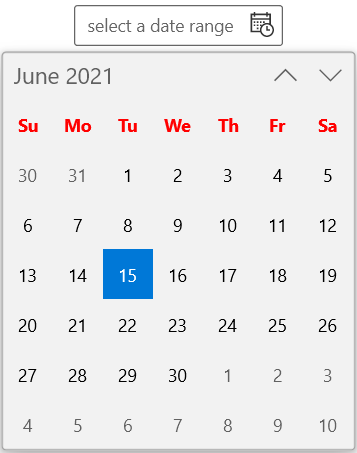 select a date range
June 2021
Su Mo Tu We Th Fr Sa
30 31 1 2 3 4 5
6 7 8 9 10 11 12
13 14 15 16 17 18 19
20 21 22 23 24 25 26
27 28 29 30 1 2 3
4 5 6 7 8 9 10